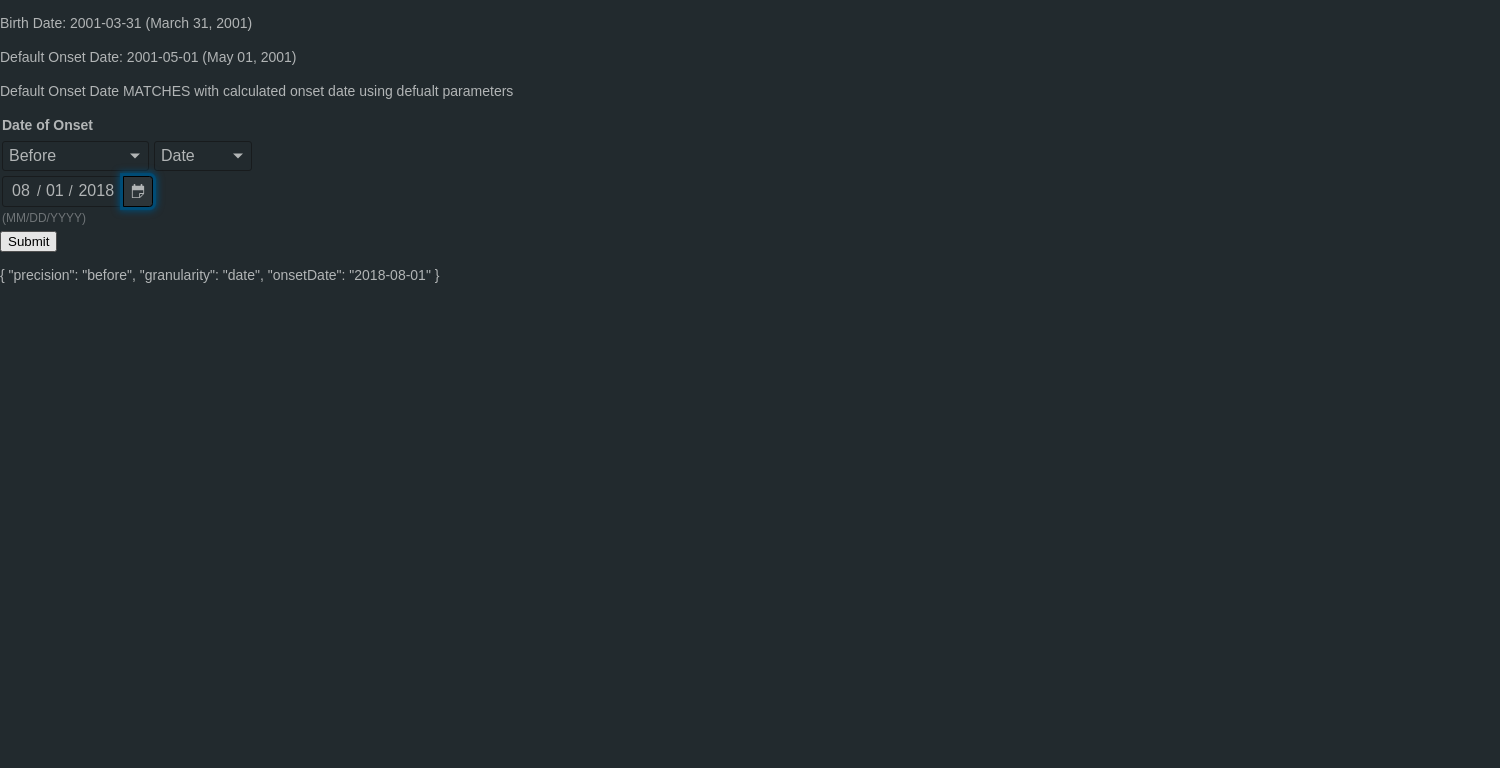 Birth Date: 2001-03-31 (March 31, 2001)
Default Onset Date: 2001-05-01 (May 01, 2001)
Default Onset Date MATCHES with calculated onset date using defualt parameters
Date of Onset
Before Date
08 / 01 / 2018
(MM/DD/YYYY)
Submit
{ "precision": "before", "granularity": "date", "onsetDate": "2018-08-01" }